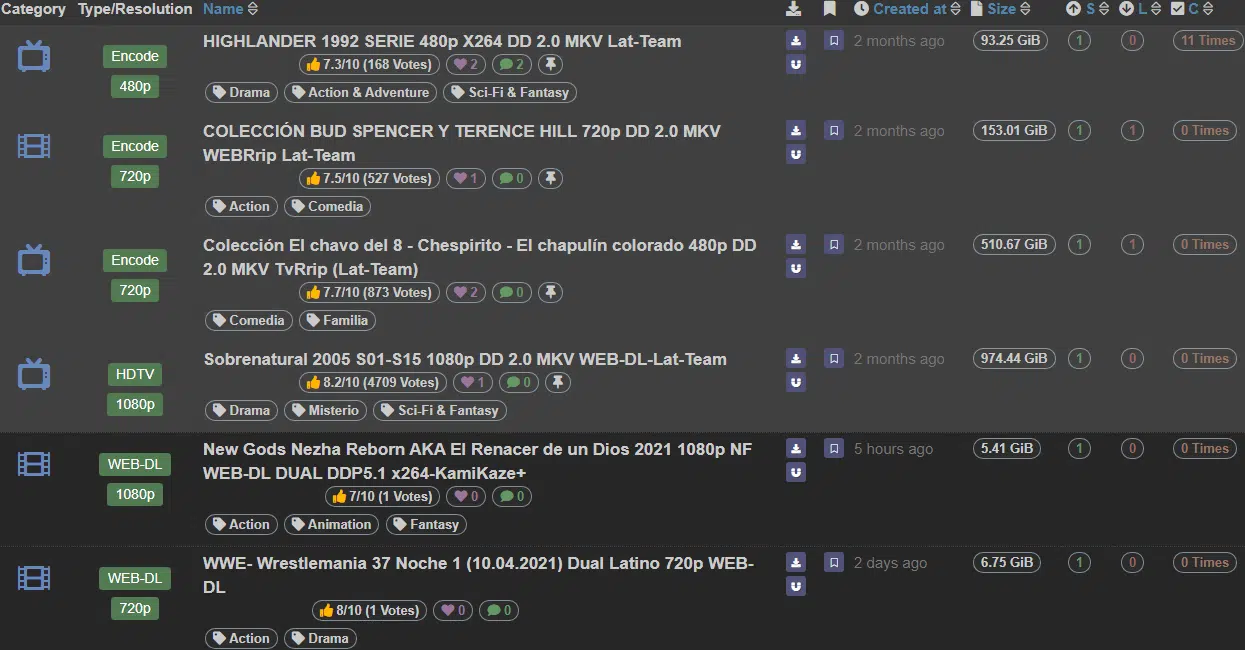 Category Type/Resolution Name Created at Size S L C
HIGHLANDER 1992 SERIE 480p X264 DD 2.0 MKV Lat-Team 2 months ago 93.25 GiB 1 0 11 Times
Encode
7.3/10 (168 Votes) 2 2
480p
Drama Action & Adventure Sci-Fi & Fantasy
COLECCIÓN BUD SPENCER Y TERENCE HILL 720p DD 2.0 MKV 2 months ago 153.01 GiB 1 1 0 Times
Encode
WEBRrip Lat-Team
720p
7.5/10 (527 Votes) 1 0
Action Comedia
Colección El chavo del 8 - Chespirito - El chapulín colorado 480p DD 2 months ago 510.67 GiB 1 1 0 Times
Encode
2.0 MKV TvRrip (Lat-Team)
720p
7.7/10 (873 Votes) 2 0
Comedia Familia
Sobrenatural 2005 S01-S15 1080p DD 2.0 MKV WEB-DL-Lat-Team 2 months ago 974.44 GiB 1 0 0 Times
HDTV
8.2/10 (4709 Votes) 1 0
1080p
Drama Misterio Sci-Fi & Fantasy
New Gods Nezha Reborn AKA El Renacer de un Dios 2021 1080p NF 5 hours ago 5.41 GiB 1 0 0 Times
WEB-DL
WEB-DL DUAL DDP5.1 x264-KamiKaze+
1080p
7/10 (1 Votes) 0 0
Action Animation Fantasy
WWE- Wrestlemania 37 Noche 1 (10.04.2021) Dual Latino 720p WEB- 2 days ago 6.75 GiB 1 0 0 Times
WEB-DL
DL
720p
8/10 (1 Votes) 0 0
Action Drama